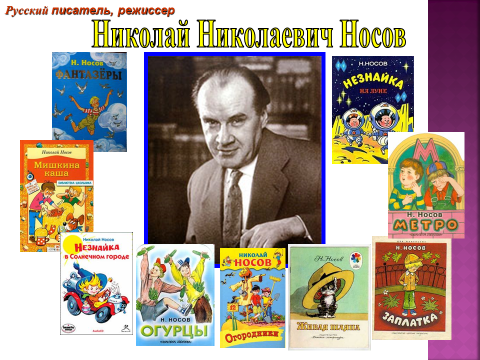 Русский писатель, режиссер
Николай Николаевич Носов
Н. Носов
ФАНТАЗЁРЫ
Н.НОСОВ
НЕЗНАЙКА
НА ЛУНЕ
Николай Носов
Мишкина
каша
М
Н. Носов
МЕТРО
НИКОЛАЙ НОСОВ
НЕЗНАЙКА
в Солнечном городе
Н. НОСОВ
ОГУРЦЫ
НИКОЛАЙ
НОСОВ
Огородники
Н.Носов
Живая шляпа
Н. НОСОВ
ЗАПЛАТКА